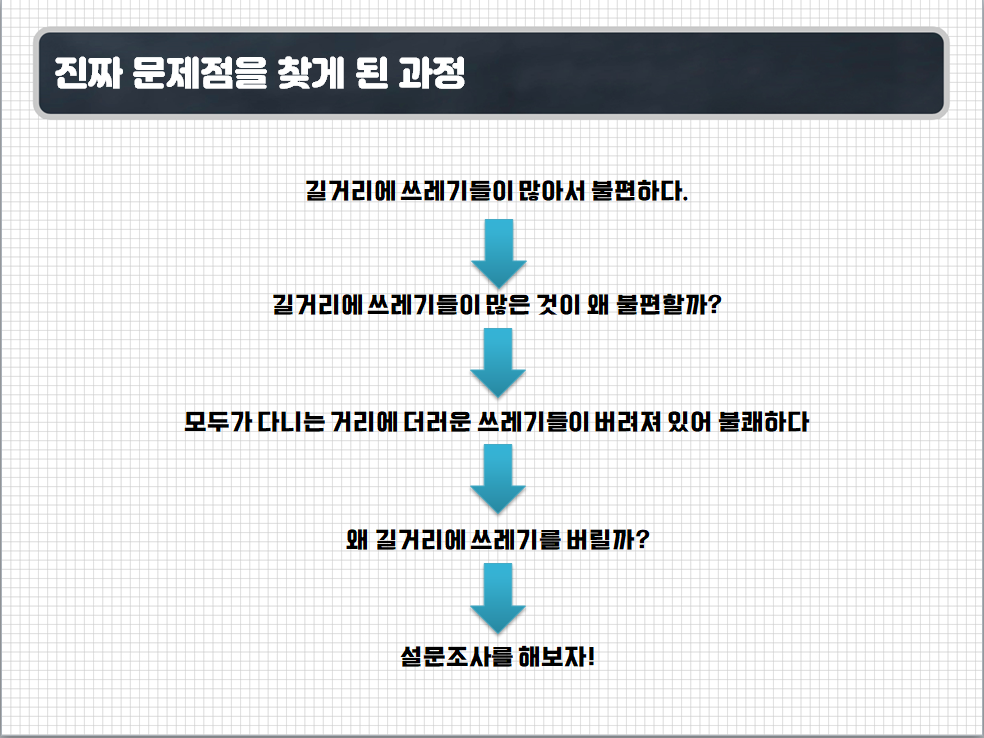 진짜 문제점을 찾게 된 과정
길거리에 쓰레기들이 많아서 불편하다.
길거리에 쓰레기들이 많은 것이 왜 불편할까?
모두가 다니는 거리에 더러운 쓰레기들이 버려져 있어 불쾌하다
왜 길거리에 쓰레기를 버릴까?
설문조사를 해보자!